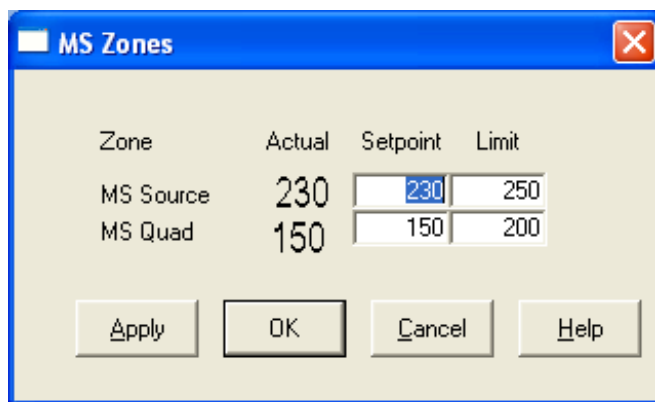 MS Zones
Zone Actual Setpoint Limit
MS Source 230 230 250
MS Quad 150 150 200
Apply OK Cancel Help